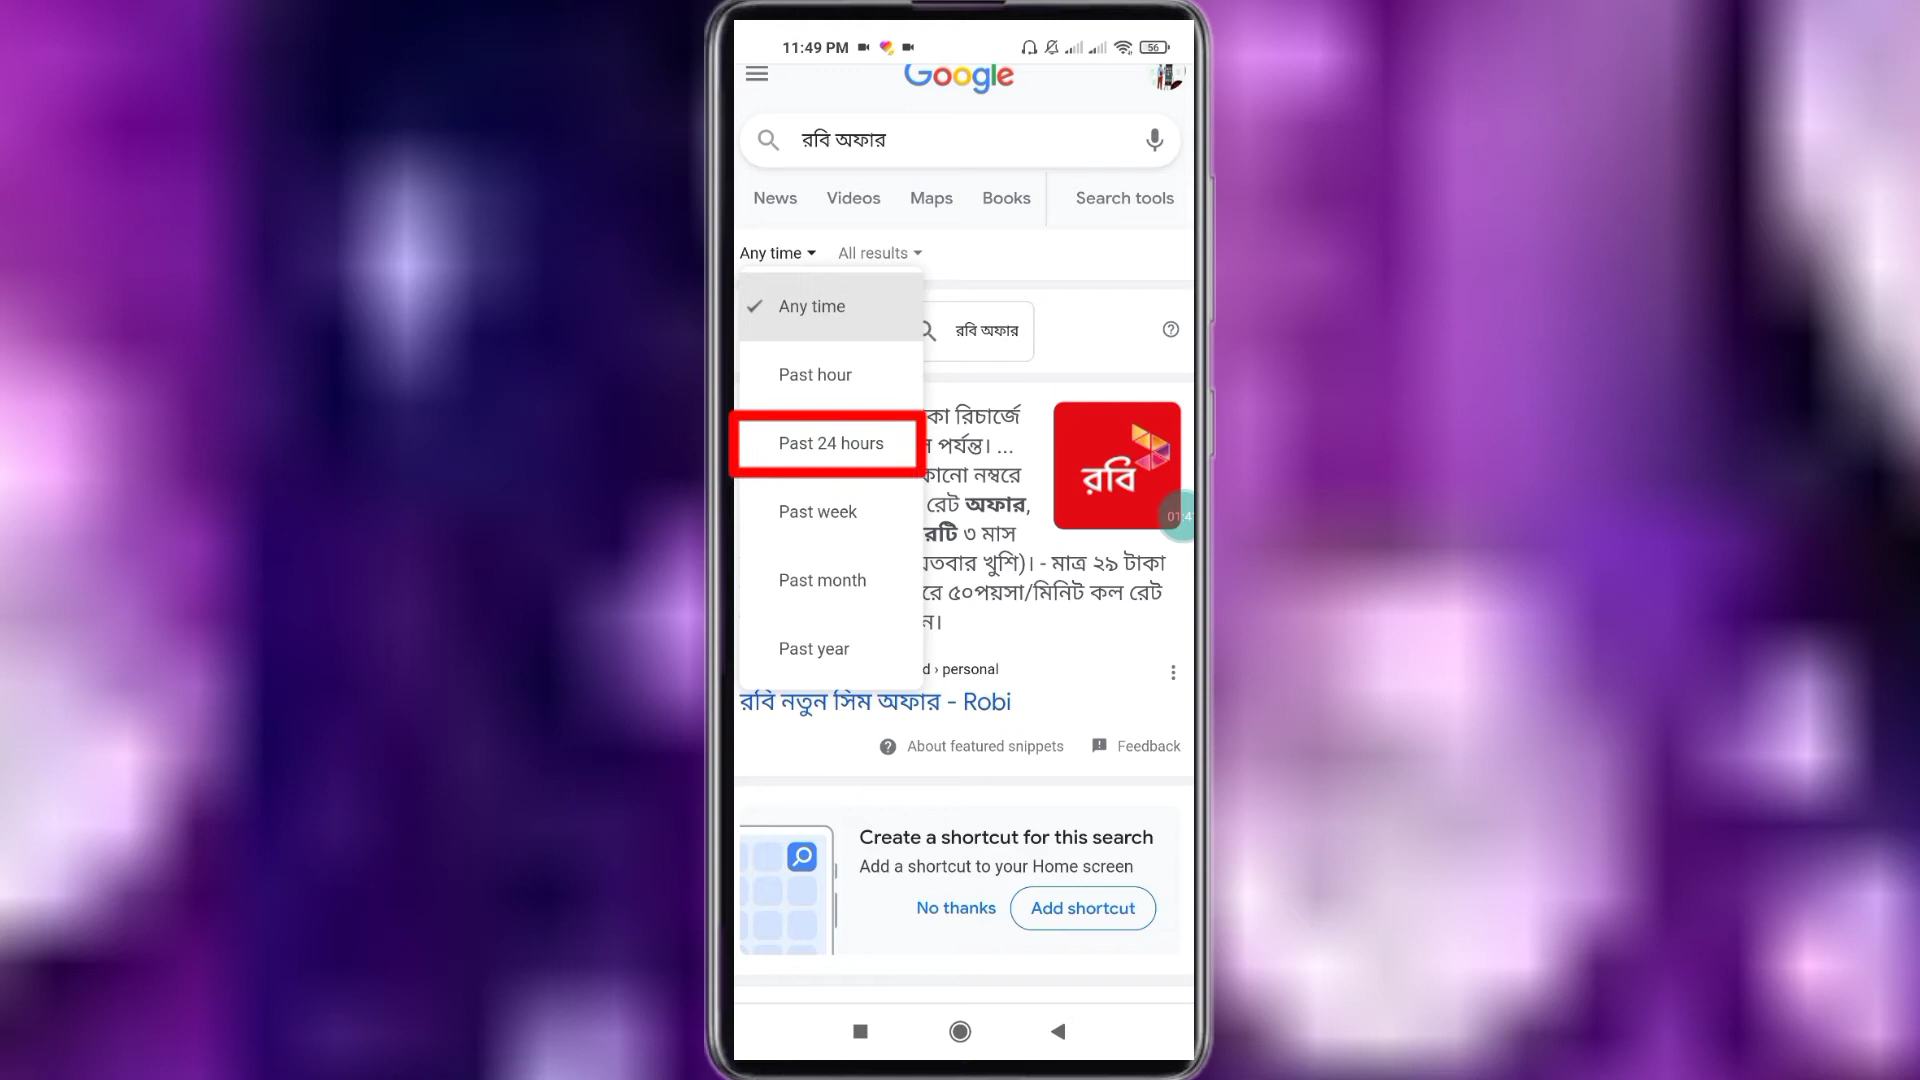 11:49 PM
56
Google
রবি অফার
News Videos Maps Books Search tools
Any time All results
Any time
Past hour
Past 24 hours
Past week
Past month
Past year
রবি অফার
রিচার্জে
পর্যন্ত। ...
নম্বরে
রেট অফার,
৩ মাস
খুশি)। - মাত্র ২৯ টাকা
৫০পয়সা/মিনিট কল রেট
রবি
› personal
রবি নতুন সিম অফার - Robi
About featured snippets Feedback
Create a shortcut for this search
Add a shortcut to your Home screen
No thanks Add shortcut